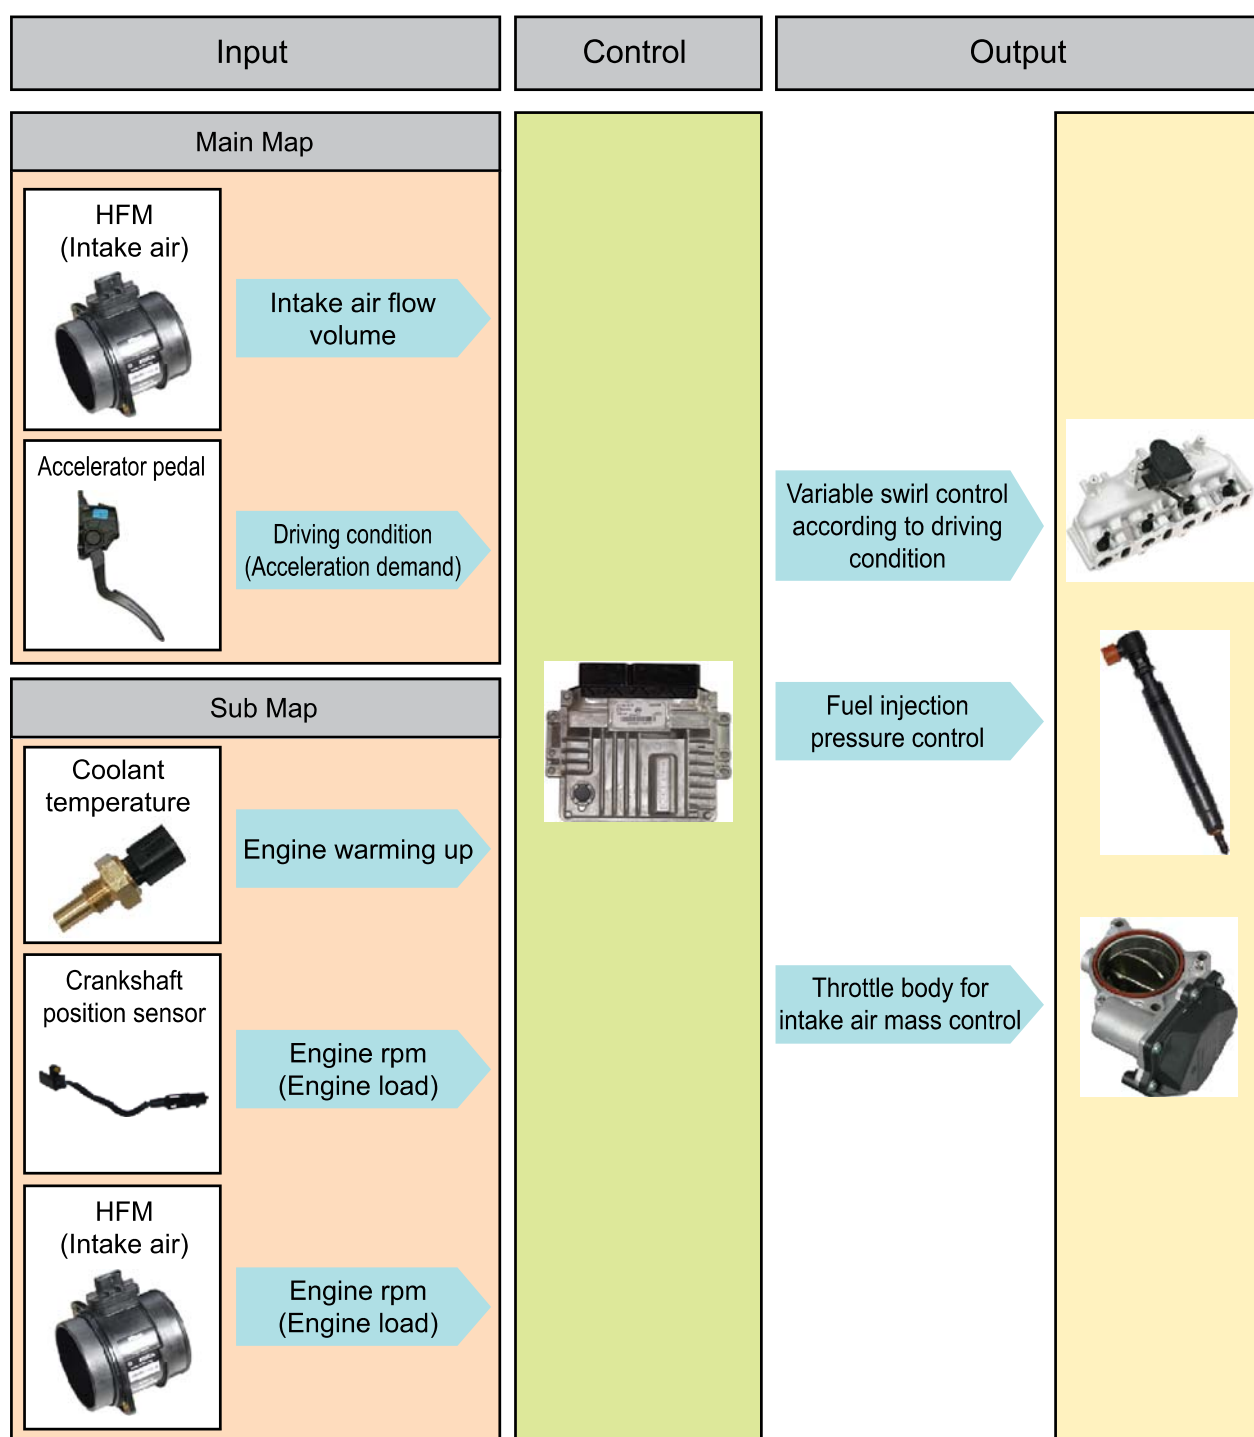 Input
Control
Output
Main Map
HFM
(Intake air)
Intake air flow
volume
Accelerator pedal
Driving condition
(Acceleration demand)
Variable swirl control
according to driving
condition
Sub Map
Fuel injection
pressure control
Coolant
temperature
Engine warming up
Crankshaft
position sensor
Engine rpm
(Engine load)
Throttle body for
intake air mass control
HFM
(Intake air)
Engine rpm
(Engine load)